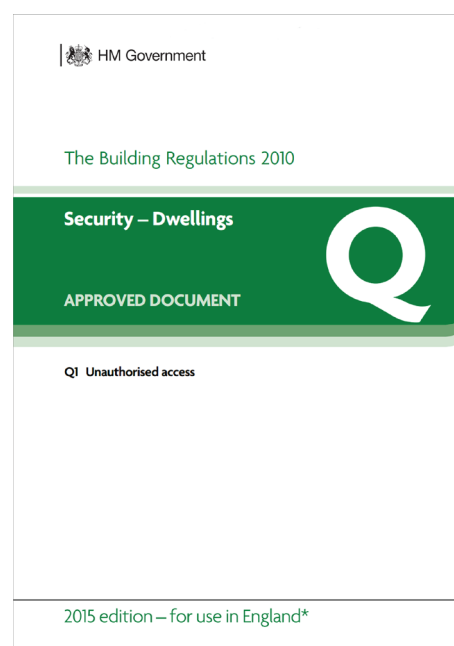 HM Government
The Building Regulations 2010
Security – Dwellings
Q
APPROVED DOCUMENT
Q1 Unauthorised access
2015 edition – for use in England*